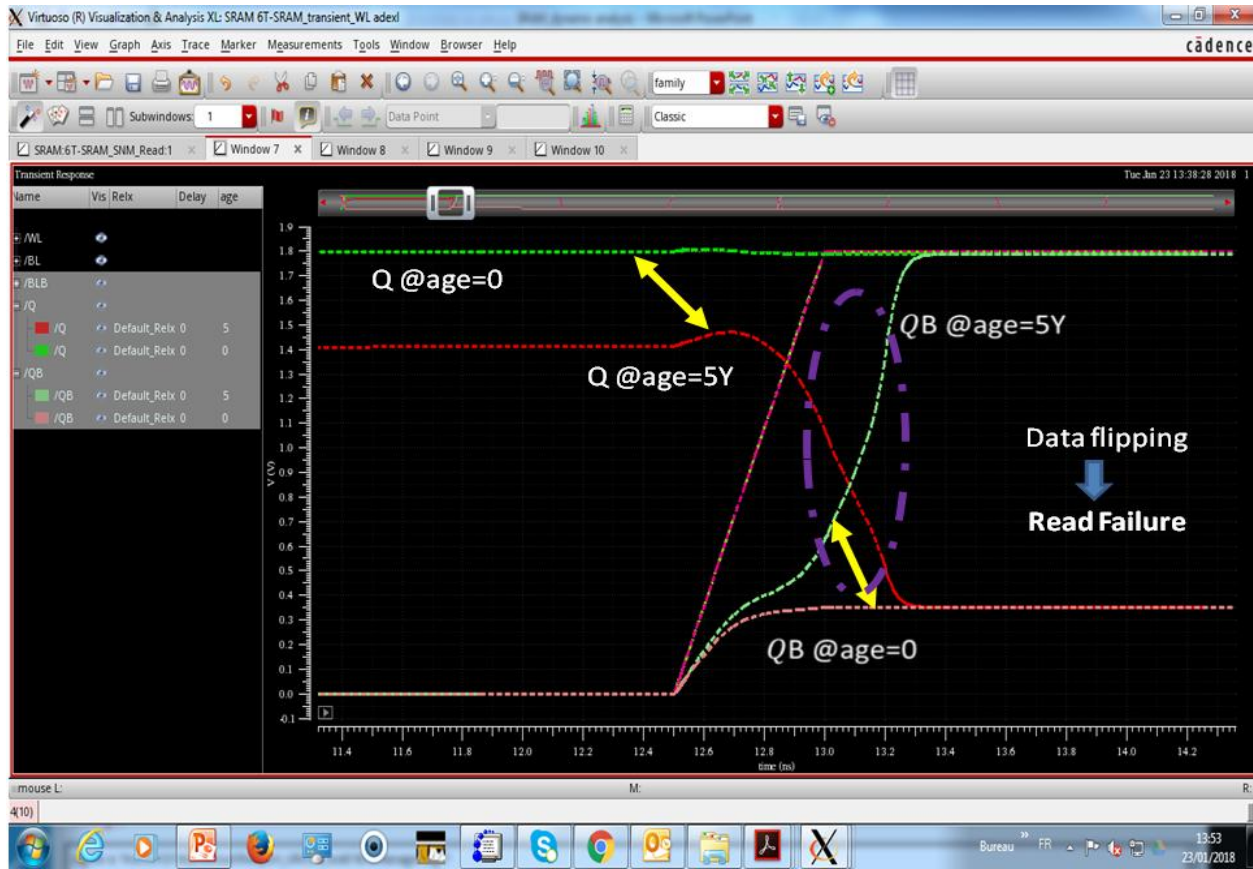 Virtuoso (R) Visualization & Analysis XL: SRAM 6T-SRAM_transient_WL adexl
File Edit View Graph Axis Trace Marker Measurements Tools Window Browser Help
cādence
family
Subwindows: 1
Data Point
Classic
SRAM:6T-SRAM_SNM_Read:1 Window 7 Window 8 Window 9 Window 10
Transient Response
Tue Jan 23 13:38:28 2018 1
Name Vis Relx Delay age
/WL
/BL
/BLB
/Q
/Q Default_Relx 0 5
/Q Default_Relx 0 0
/QB
/QB Default_Relx 0 5
/QB Default_Relx 0 0
1.9
1.8
1.7
1.6
1.5
1.4
1.3
1.2
1.1
1.0
0.9
0.8
0.7
0.6
0.5
0.4
0.3
0.2
0.1
0.0
-0.1
V (V)
Q @age=0
Q @age=5Y
QB @age=5Y
Data flipping
Read Failure
QB @age=0
11.4 11.6 11.8 12.0 12.2 12.4 12.6 12.8 13.0 13.2 13.4 13.6 13.8 14.0 14.2
time (ns)
mouse L: M: R:
4(10)
Bureau FR 13:53
23/01/2018